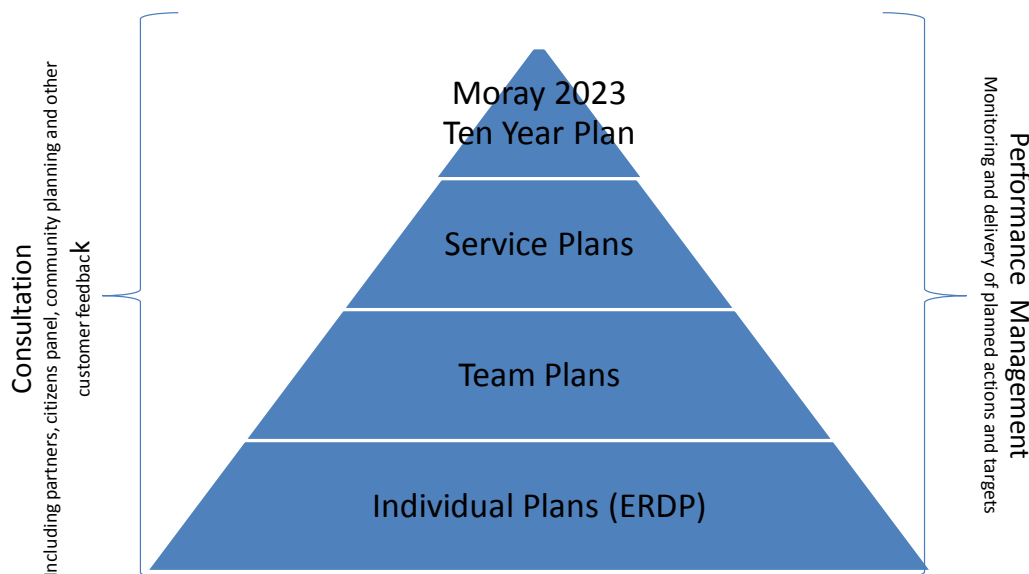 Consultation
Including partners, citizens panel, community planning and other
customer feedback
Moray 2023
Ten Year Plan
Service Plans
Team Plans
Individual Plans (ERDP)
Performance Management
Monitoring and delivery of planned actions and targets